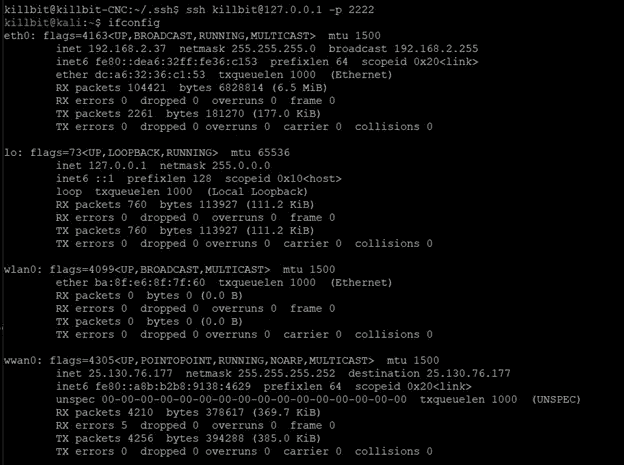 killbit@killbit-CNC:~/.ssh$ ssh killbit@127.0.0.1 -p 2222
killbit@kali:~$ ifconfig
eth0: flags=4163<UP,BROADCAST,RUNNING,MULTICAST>  mtu 1500
        inet 192.168.2.37  netmask 255.255.255.0  broadcast 192.168.2.255
        inet6 fe80::dea6:32ff:fe36:c153  prefixlen 64  scopeid 0x20<link>
        ether dc:a6:32:36:c1:53  txqueuelen 1000  (Ethernet)
        RX packets 104421  bytes 6828814 (6.5 MiB)
        RX errors 0  dropped 0  overruns 0  frame 0
        TX packets 2261  bytes 181270 (177.0 KiB)
        TX errors 0  dropped 0 overruns 0  carrier 0  collisions 0

lo: flags=73<UP,LOOPBACK,RUNNING>  mtu 65536
        inet 127.0.0.1  netmask 255.0.0.0
        inet6 ::1  prefixlen 128  scopeid 0x10<host>
        loop  txqueuelen 1000  (Local Loopback)
        RX packets 760  bytes 113927 (111.2 KiB)
        RX errors 0  dropped 0  overruns 0  frame 0
        TX packets 760  bytes 113927 (111.2 KiB)
        TX errors 0  dropped 0 overruns 0  carrier 0  collisions 0

wlan0: flags=4099<UP,BROADCAST,MULTICAST>  mtu 1500
        ether ba:8f:e6:8f:7f:60  txqueuelen 1000  (Ethernet)
        RX packets 0  bytes 0 (0.0 B)
        RX errors 0  dropped 0  overruns 0  frame 0
        TX packets 0  bytes 0 (0.0 B)
        TX errors 0  dropped 0 overruns 0  carrier 0  collisions 0

wwan0: flags=4305<UP,POINTOPOINT,RUNNING,NOARP,MULTICAST>  mtu 1500
        inet 25.130.76.177  netmask 255.255.255.252  destination 25.130.76.177
        inet6 fe80::a8b:b2b8:9138:4629  prefixlen 64  scopeid 0x20<link>
        unspec 00-00-00-00-00-00-00-00-00-00-00-00-00-00-00-00  txqueuelen 1000  (UNSPEC)
        RX packets 4210  bytes 378617 (369.7 KiB)
        RX errors 5  dropped 0  overruns 0  frame 0
        TX packets 4256  bytes 394288 (385.0 KiB)
        TX errors 0  dropped 0 overruns 0  carrier 0  collisions 0